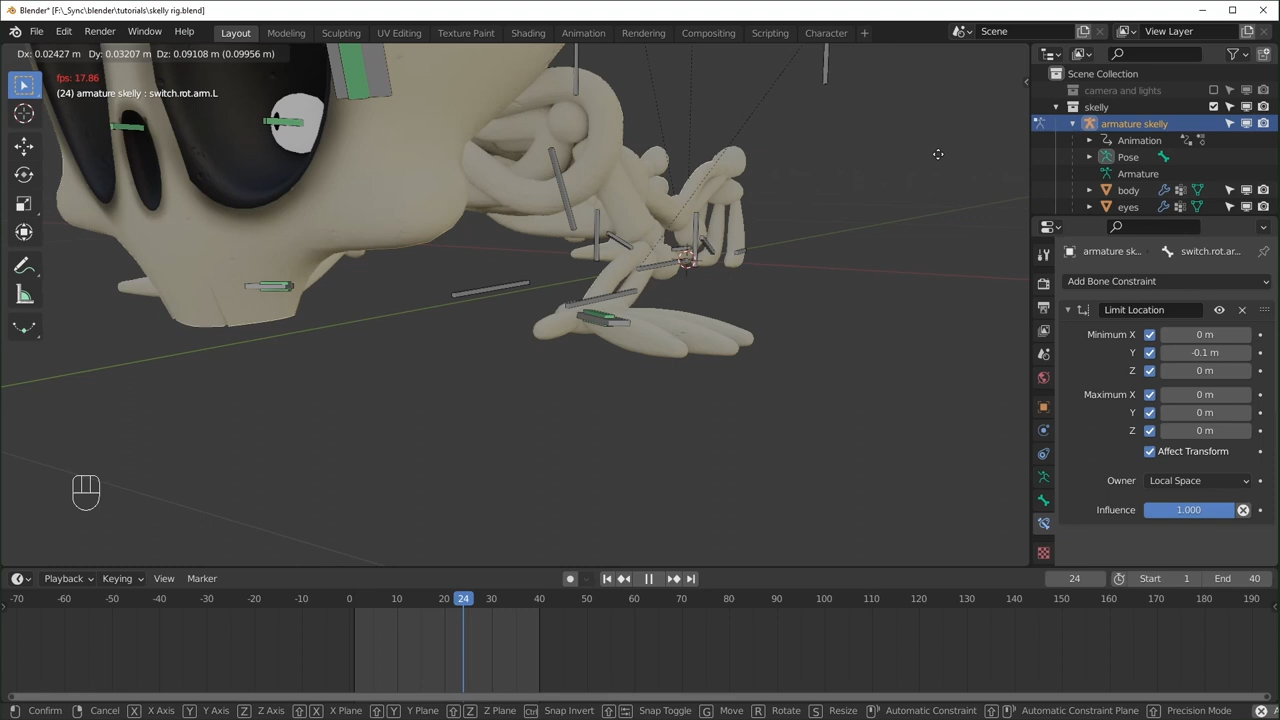 Blender* [F:\_Sync\blender\tutorials\skelly rig.blend]
File Edit Render Window Help Layout Modeling Sculpting UV Editing Texture Paint Shading Animation Rendering Compositing Scripting Character + Scene View Layer
Dx: 0.02427 m Dy: 0.03207 m Dz: 0.09108 m (0.09956 m)
fps: 17.86
(24) armature skelly : switch.rot.arm.L
Scene Collection
camera and lights
skelly
armature skelly
Animation
Pose
Armature
body
eyes
armature sk... switch.rot.ar...
Add Bone Constraint
Limit Location
Minimum X 0 m
Y -0.1 m
Z 0 m
Maximum X 0 m
Y 0 m
Z 0 m
Affect Transform
Owner Local Space
Influence 1.000
Playback Keying View Marker 24 Start 1 End 40
-70 -60 -50 -40 -30 -20 -10 0 10 20 24 30 40 50 60 70 80 90 100 110 120 130 140 150 160 170 180 190
Confirm Cancel X X Axis Y Y Axis Z Z Axis X X Plane Y Y Plane Z Z Plane Ctrl Snap Invert Snap Toggle G Move R Rotate S Resize Automatic Constraint Automatic Constraint Plane Precision Mode